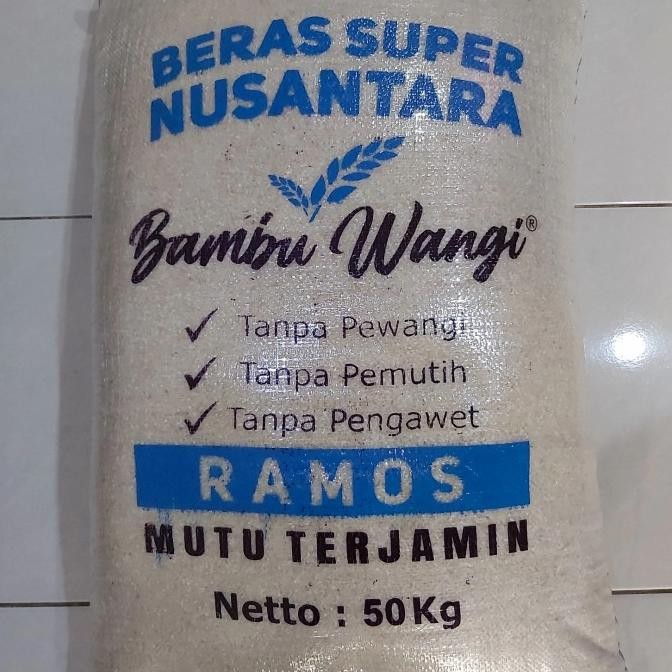 BERAS SUPER
NUSANTARA
Bambu Wangi®
✓ Tanpa Pewangi
✓ Tanpa Pemutih
✓ Tanpa Pengawet
RAMOS
MUTU TERJAMIN
Netto : 50Kg